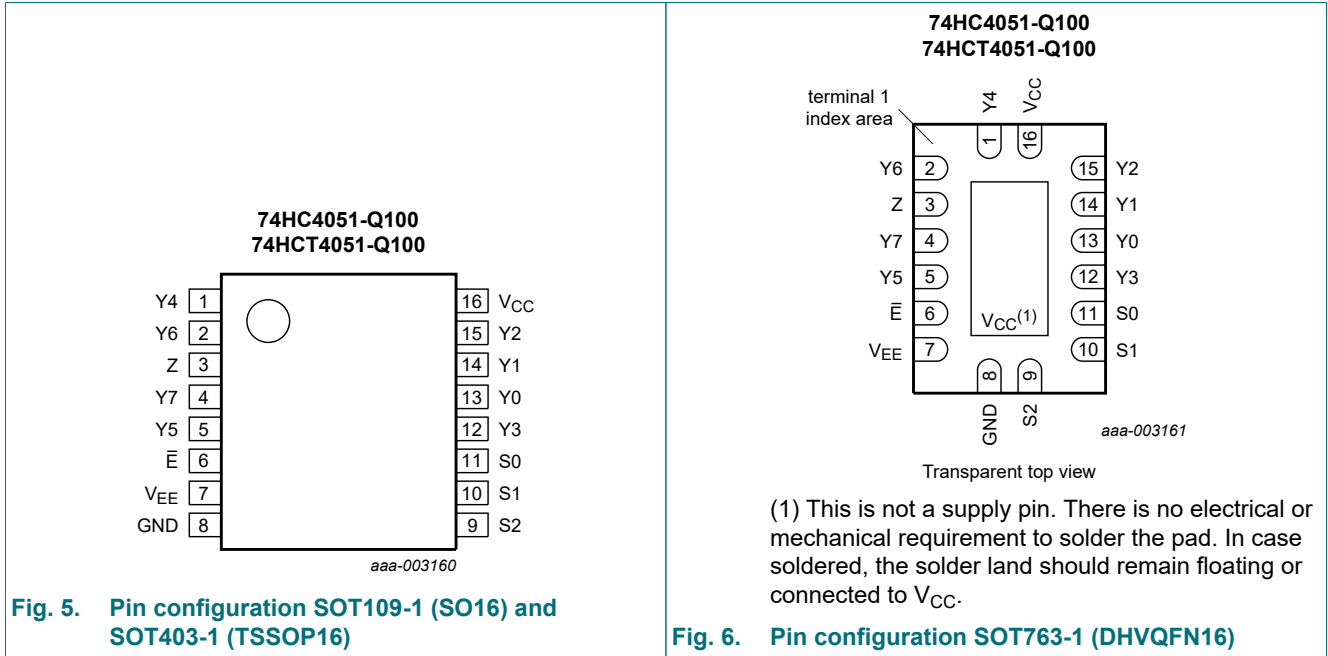 74HC4051-Q100
74HCT4051-Q100
Y4 1
Y6 2
Z 3
Y7 4
Y5 5
E̅ 6
VEE 7
GND 8
16 VCC
15 Y2
14 Y1
13 Y0
12 Y3
11 S0
10 S1
9 S2
aaa-003160
Fig. 5. Pin configuration SOT109-1 (SO16) and
SOT403-1 (TSSOP16)
74HC4051-Q100
74HCT4051-Q100
terminal 1
index area
Y4
VCC
1
16
Y6 2
Z 3
Y7 4
Y5 5
E̅ 6
VEE 7
15 Y2
14 Y1
13 Y0
12 Y3
11 S0
10 S1
VCC(1)
8
9
GND
S2
aaa-003161
Transparent top view
(1) This is not a supply pin. There is no electrical or
mechanical requirement to solder the pad. In case
soldered, the solder land should remain floating or
connected to VCC.
Fig. 6. Pin configuration SOT763-1 (DHVQFN16)